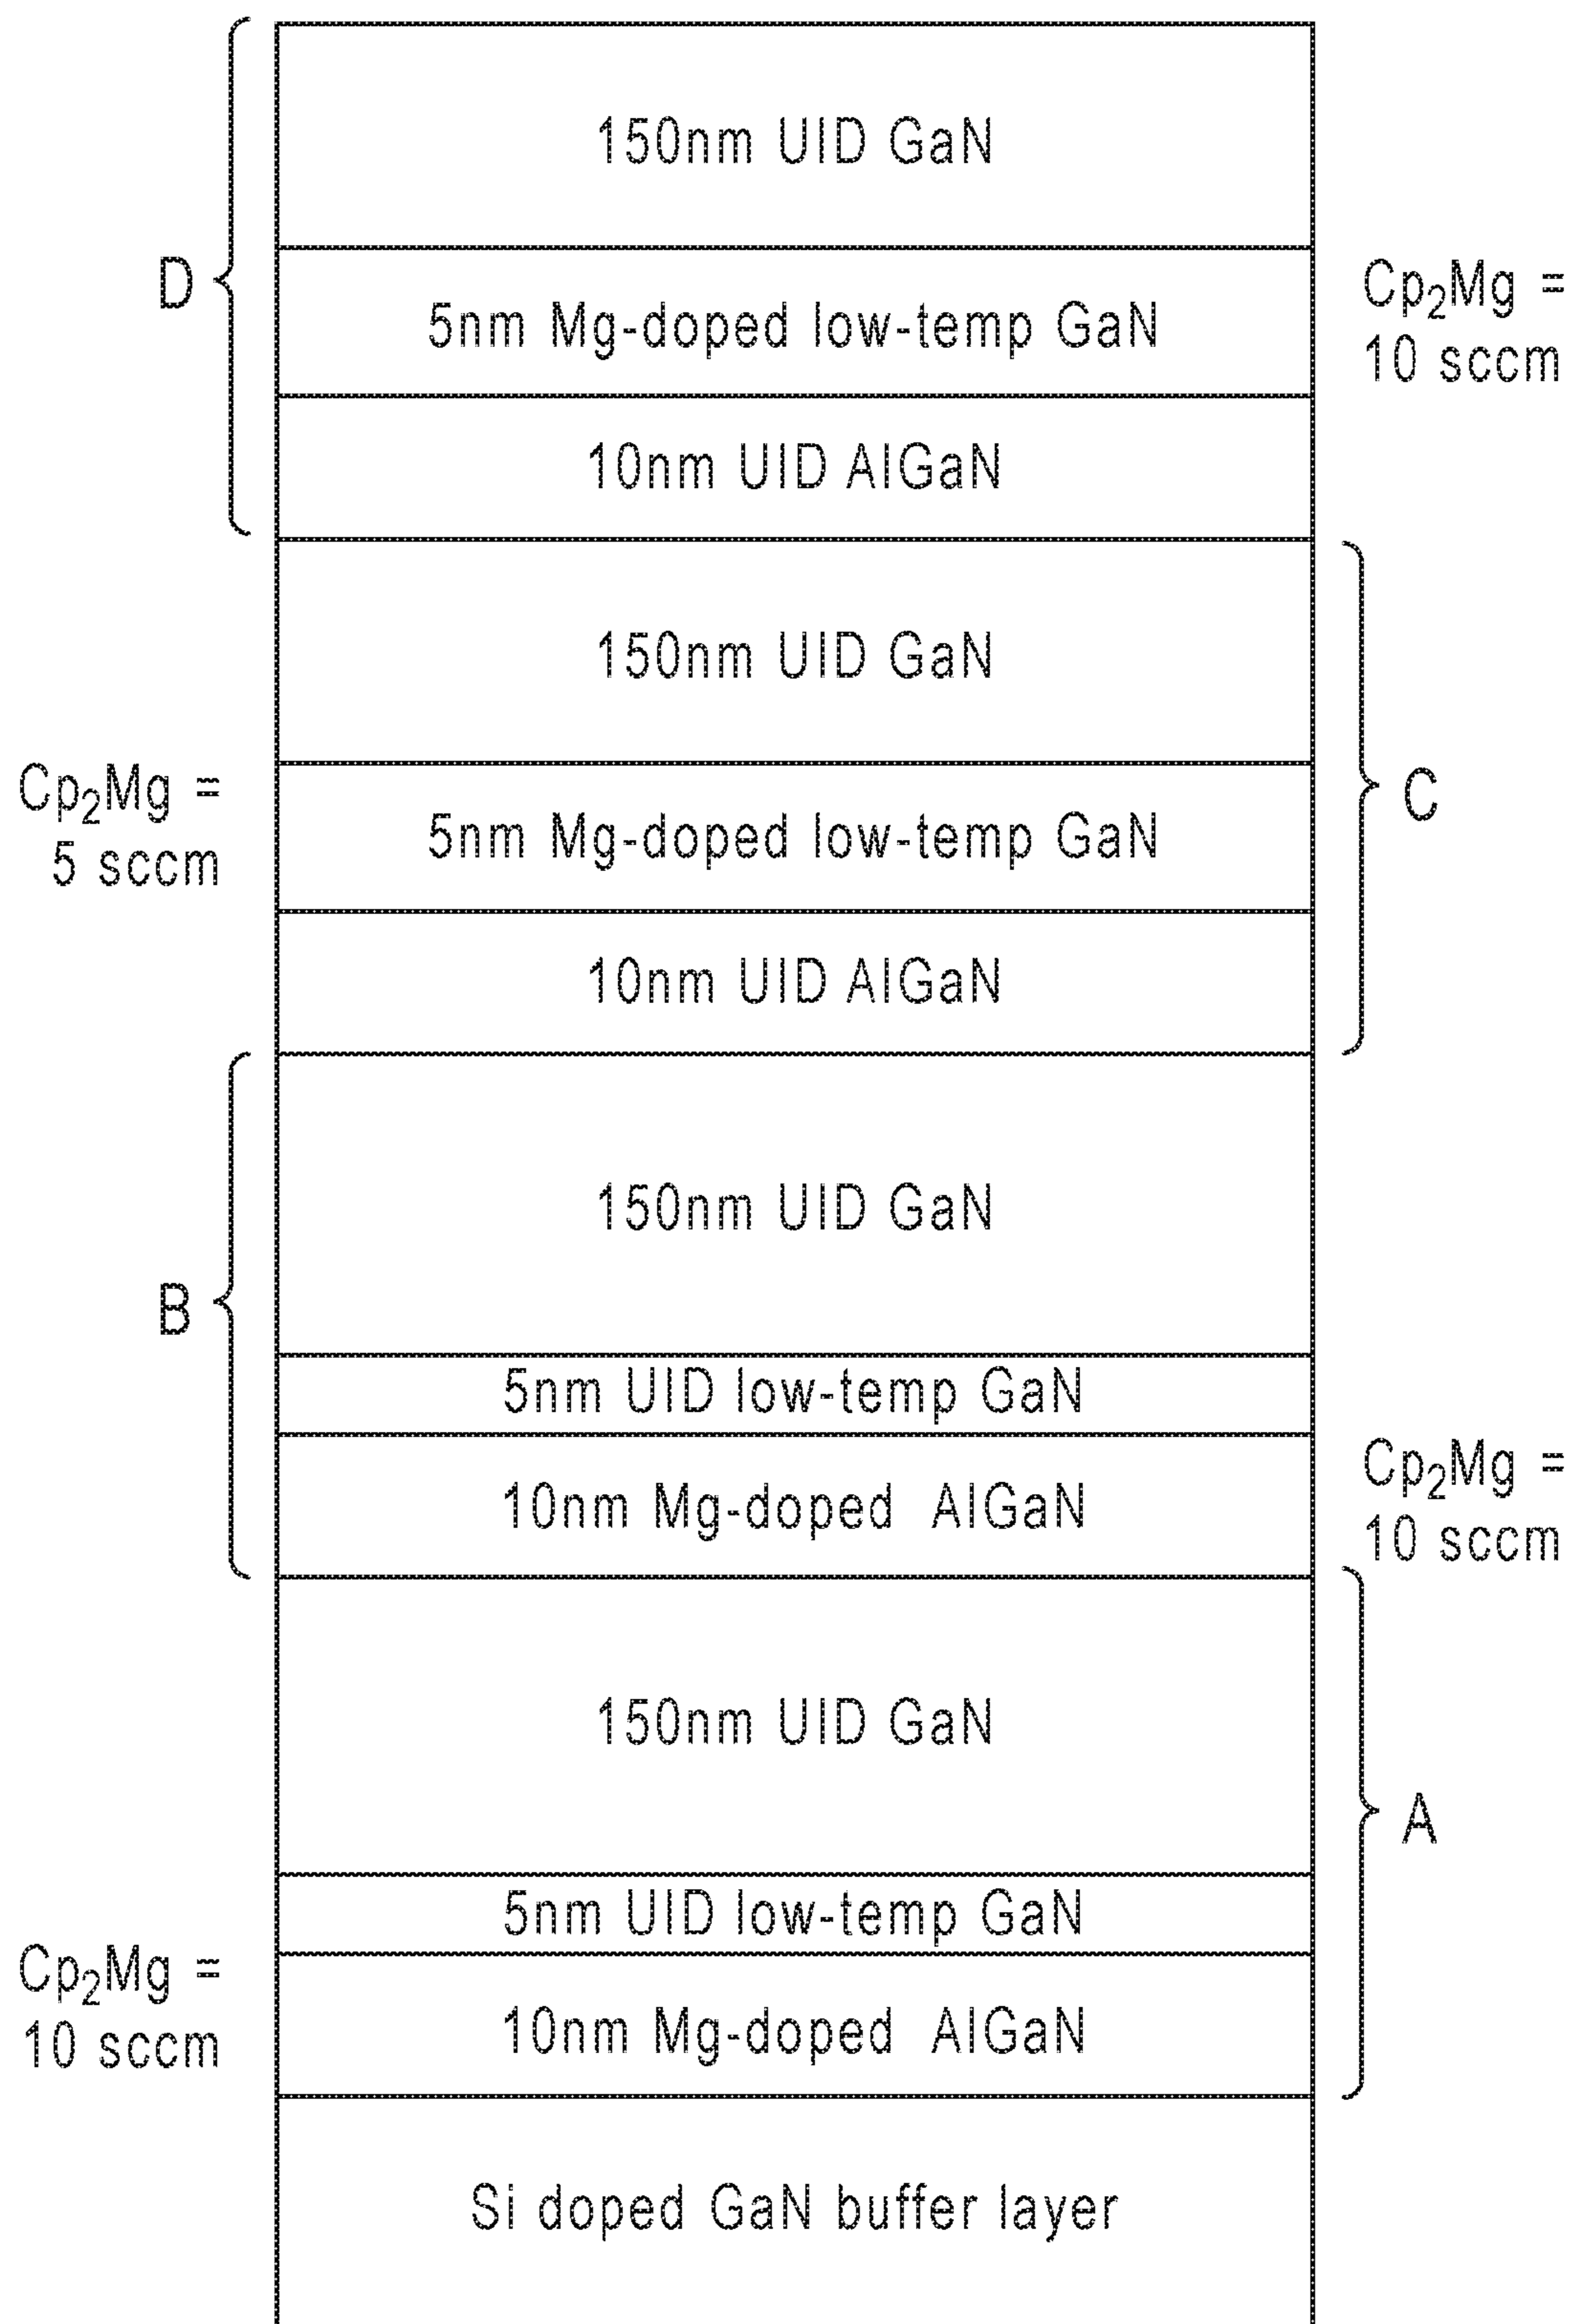 150nm UID GaN
D
5nm Mg-doped low-temp GaN
Cp₂Mg =
10 sccm
10nm UID AlGaN
150nm UID GaN
Cp₂Mg =
5 sccm
5nm Mg-doped low-temp GaN
C
10nm UID AlGaN
150nm UID GaN
B
5nm UID low-temp GaN
10nm Mg-doped AlGaN
Cp₂Mg =
10 sccm
150nm UID GaN
A
5nm UID low-temp GaN
Cp₂Mg =
10 sccm
10nm Mg-doped AlGaN
Si doped GaN buffer layer